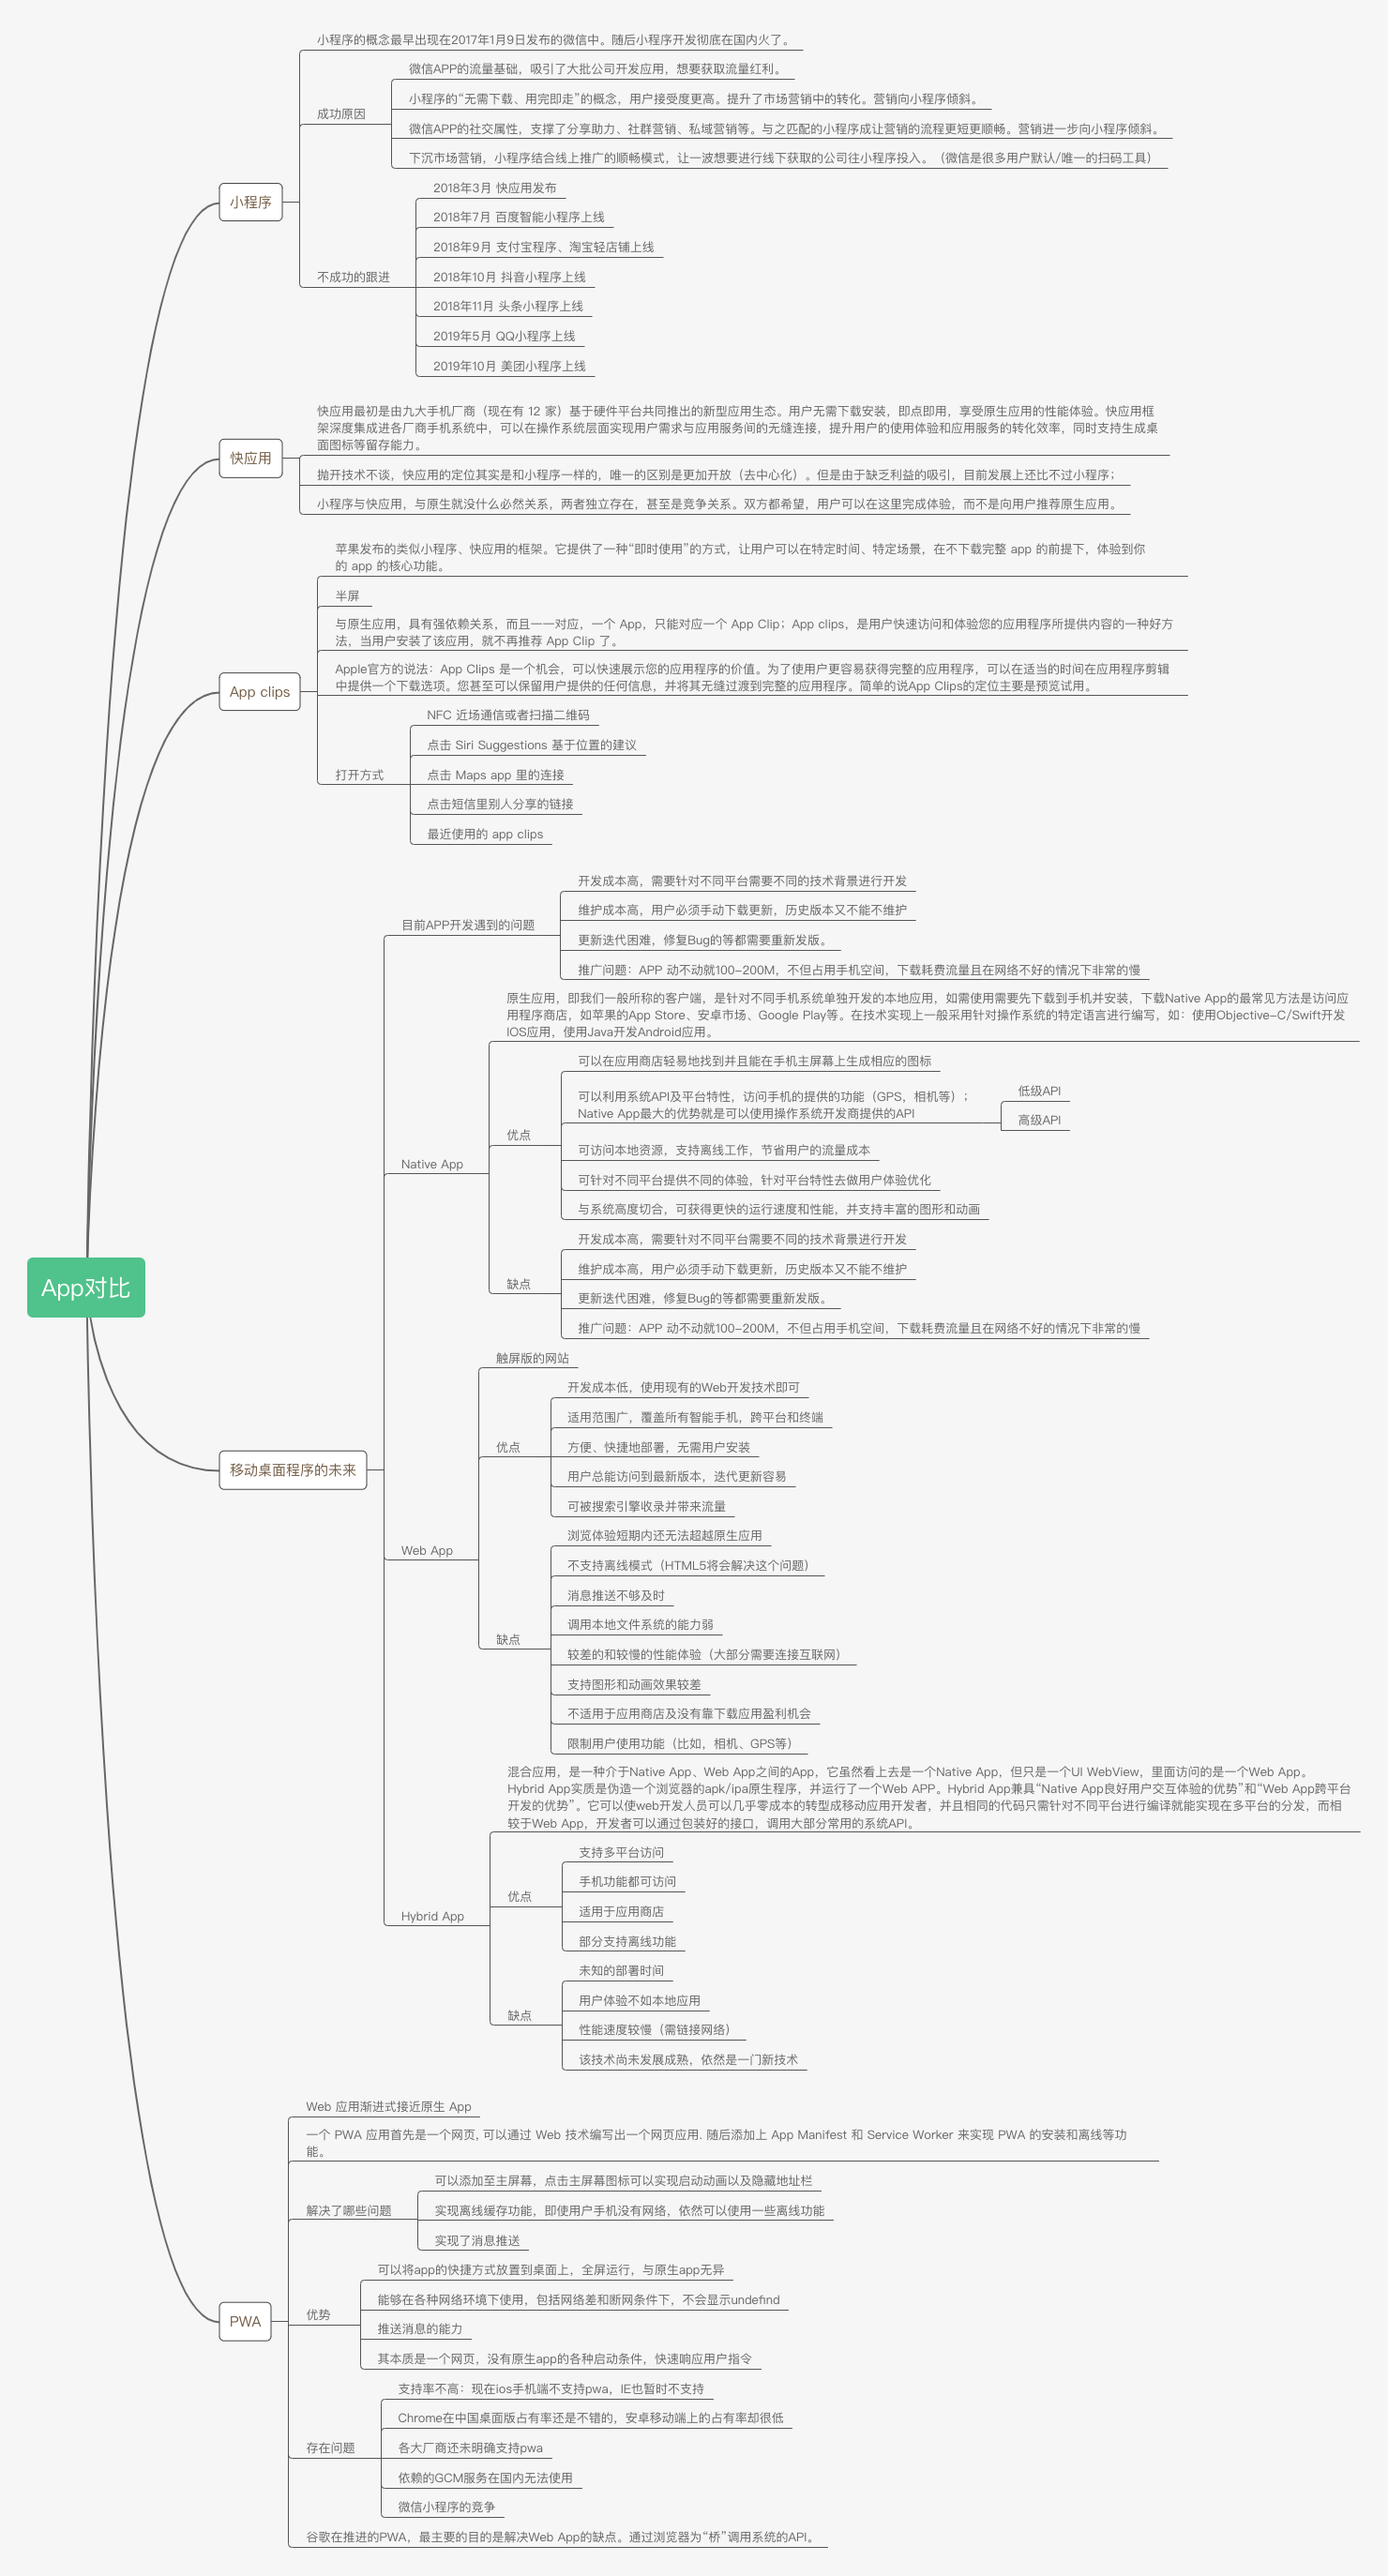 小程序的概念最早出现在2017年1月9日发布的微信中。随后小程序开发彻底在国内火了。
微信APP的流量基础，吸引了大批公司开发应用，想要获取流量红利。
小程序的“无需下载、用完即走”的概念，用户接受度更高。提升了市场营销中的转化。营销向小程序倾斜。
成功原因
微信APP的社交属性，支撑了分享助力、社群营销、私域营销等。与之匹配的小程序成让营销的流程更短更顺畅。营销进一步向小程序倾斜。
下沉市场营销，小程序结合线上推广的顺畅模式，让一波想要进行线下获取的公司往小程序投入。（微信是很多用户默认/唯一的扫码工具）
小程序
2018年3月 快应用发布
2018年7月 百度智能小程序上线
2018年9月 支付宝程序、淘宝轻店铺上线
不成功的跟进
2018年10月 抖音小程序上线
2018年11月 头条小程序上线
2019年5月 QQ小程序上线
2019年10月 美团小程序上线
快应用最初是由九大手机厂商（现在有 12 家）基于硬件平台共同推出的新型应用生态。用户无需下载安装，即点即用，享受原生应用的性能体验。快应用框
架深度集成进各厂商手机系统中，可以在操作系统层面实现用户需求与应用服务间的无缝连接，提升用户的使用体验和应用服务的转化效率，同时支持生成桌
面图标等留存能力。
快应用
抛开技术不谈，快应用的定位其实是和小程序一样的，唯一的区别是更加开放（去中心化）。但是由于缺乏利益的吸引，目前发展上还比不过小程序；
小程序与快应用，与原生就没什么必然关系，两者独立存在，甚至是竞争关系。双方都希望，用户可以在这里完成体验，而不是向用户推荐原生应用。
苹果发布的类似小程序、快应用的框架。它提供了一种“即时使用”的方式，让用户可以在特定时间、特定场景，在不下载完整 app 的前提下，体验到你
的 app 的核心功能。
半屏
与原生应用，具有强依赖关系，而且一一对应，一个 App，只能对应一个 App Clip；App clips，是用户快速访问和体验您的应用程序所提供内容的一种好方
法，当用户安装了该应用，就不再推荐 App Clip 了。
Apple官方的说法：App Clips 是一个机会，可以快速展示您的应用程序的价值。为了使用户更容易获得完整的应用程序，可以在适当的时间在应用程序剪辑
中提供一个下载选项。您甚至可以保留用户提供的任何信息，并将其无缝过渡到完整的应用程序。简单的说App Clips的定位主要是预览试用。
App clips
NFC 近场通信或者扫描二维码
点击 Siri Suggestions 基于位置的建议
打开方式
点击 Maps app 里的连接
点击短信里别人分享的链接
最近使用的 app clips
开发成本高，需要针对不同平台需要不同的技术背景进行开发
维护成本高，用户必须手动下载更新，历史版本又不能不维护
目前APP开发遇到的问题
更新迭代困难，修复Bug的等都需要重新发版。
推广问题：APP 动不动就100-200M，不但占用手机空间，下载耗费流量且在网络不好的情况下非常的慢
原生应用，即我们一般所称的客户端，是针对不同手机系统单独开发的本地应用，如需使用需要先下载到手机并安装，下载Native App的最常见方法是访问应
用程序商店，如苹果的App Store、安卓市场、Google Play等。在技术实现上一般采用针对操作系统的特定语言进行编写，如：使用Objective-C/Swift开发
IOS应用，使用Java开发Android应用。
可以在应用商店轻易地找到并且能在手机主屏幕上生成相应的图标
可以利用系统API及平台特性，访问手机的提供的功能（GPS，相机等）；
Native App最大的优势就是可以使用操作系统开发商提供的API
低级API
高级API
优点
可访问本地资源，支持离线工作，节省用户的流量成本
可针对不同平台提供不同的体验，针对平台特性去做用户体验优化
与系统高度切合，可获得更快的运行速度和性能，并支持丰富的图形和动画
Native App
开发成本高，需要针对不同平台需要不同的技术背景进行开发
维护成本高，用户必须手动下载更新，历史版本又不能不维护
缺点
更新迭代困难，修复Bug的等都需要重新发版。
推广问题：APP 动不动就100-200M，不但占用手机空间，下载耗费流量且在网络不好的情况下非常的慢
App对比
触屏版的网站
开发成本低，使用现有的Web开发技术即可
适用范围广，覆盖所有智能手机，跨平台和终端
优点
方便、快捷地部署，无需用户安装
用户总能访问到最新版本，迭代更新容易
可被搜索引擎收录并带来流量
移动桌面程序的未来
Web App
浏览体验短期内还无法超越原生应用
不支持离线模式（HTML5将会解决这个问题）
消息推送不够及时
调用本地文件系统的能力弱
缺点
较差的和较慢的性能体验（大部分需要连接互联网）
支持图形和动画效果较差
不适用于应用商店及没有靠下载应用盈利机会
限制用户使用功能（比如，相机、GPS等）
混合应用，是一种介于Native App、Web App之间的App，它虽然看上去是一个Native App，但只是一个UI WebView，里面访问的是一个Web App。
Hybrid App实质是伪造一个浏览器的apk/ipa原生程序，并运行了一个Web APP。Hybrid App兼具“Native App良好用户交互体验的优势”和“Web App跨平台
开发的优势”。它可以使web开发人员可以几乎零成本的转型成移动应用开发者，并且相同的代码只需针对不同平台进行编译就能实现在多平台的分发，而相
较于Web App，开发者可以通过包装好的接口，调用大部分常用的系统API。
支持多平台访问
手机功能都可访问
优点
适用于应用商店
部分支持离线功能
Hybrid App
未知的部署时间
用户体验不如本地应用
缺点
性能速度较慢（需链接网络）
该技术尚未发展成熟，依然是一门新技术
Web 应用渐进式接近原生 App
一个 PWA 应用首先是一个网页, 可以通过 Web 技术编写出一个网页应用. 随后添加上 App Manifest 和 Service Worker 来实现 PWA 的安装和离线等功
能。
可以添加至主屏幕，点击主屏幕图标可以实现启动动画以及隐藏地址栏
解决了哪些问题
实现离线缓存功能，即使用户手机没有网络，依然可以使用一些离线功能
实现了消息推送
可以将app的快捷方式放置到桌面上，全屏运行，与原生app无异
能够在各种网络环境下使用，包括网络差和断网条件下，不会显示undefind
优势
推送消息的能力
其本质是一个网页，没有原生app的各种启动条件，快速响应用户指令
PWA
支持率不高：现在ios手机端不支持pwa，IE也暂时不支持
Chrome在中国桌面版占有率还是不错的，安卓移动端上的占有率却很低
存在问题
各大厂商还未明确支持pwa
依赖的GCM服务在国内无法使用
微信小程序的竞争
谷歌在推进的PWA，最主要的目的是解决Web App的缺点。通过浏览器为“桥”调用系统的API。